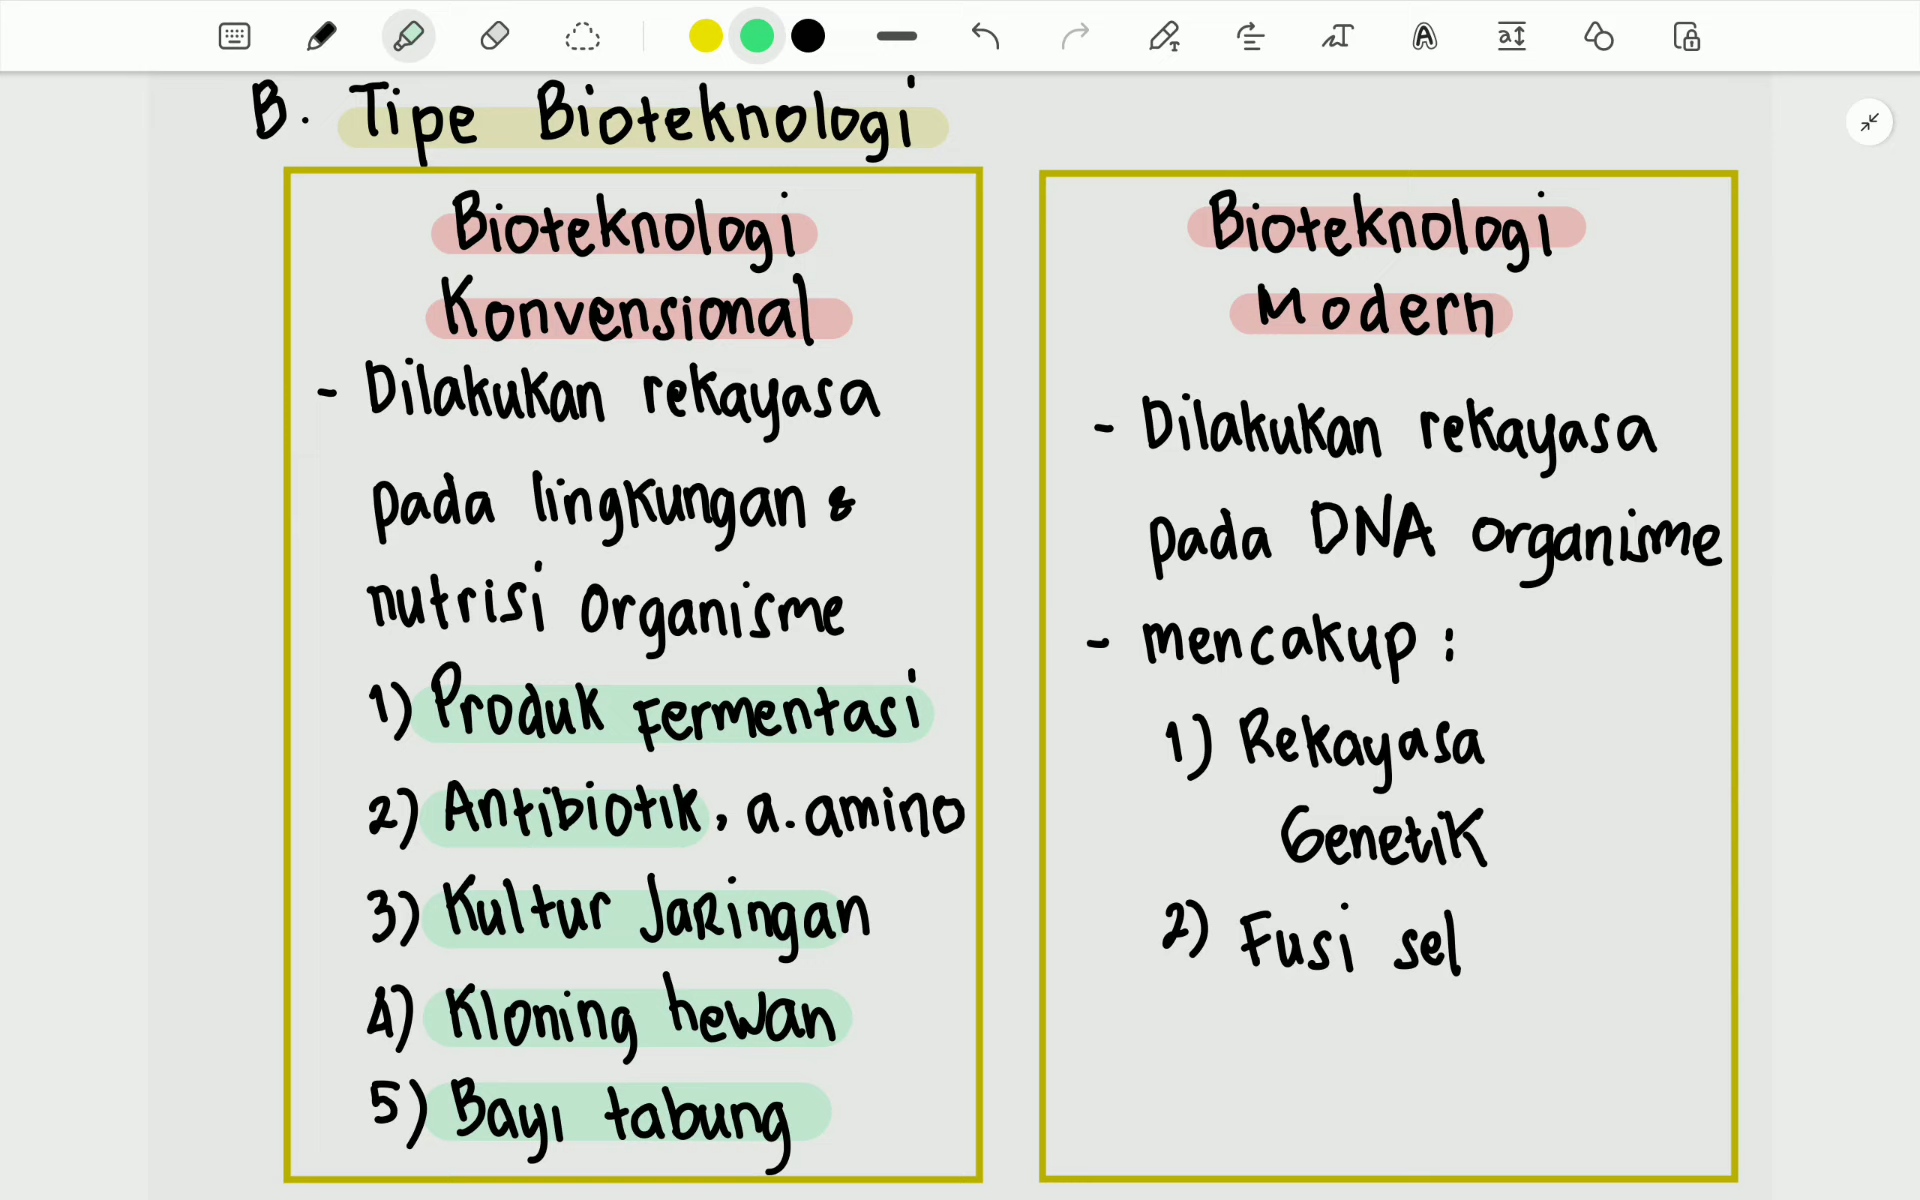 B. Tipe Bioteknologi
Bioteknologi
Konvensional
- Dilakukan rekayasa
pada lingkungan &
nutrisi organisme
1) Produk fermentasi
2) Antibiotik, a. amino
3) Kultur Jaringan
4) Kloning hewan
5) Bayi tabung
Bioteknologi
Modern
- Dilakukan rekayasa
pada DNA organisme
- mencakup :
1) Rekayasa
Genetik
2) Fusi sel